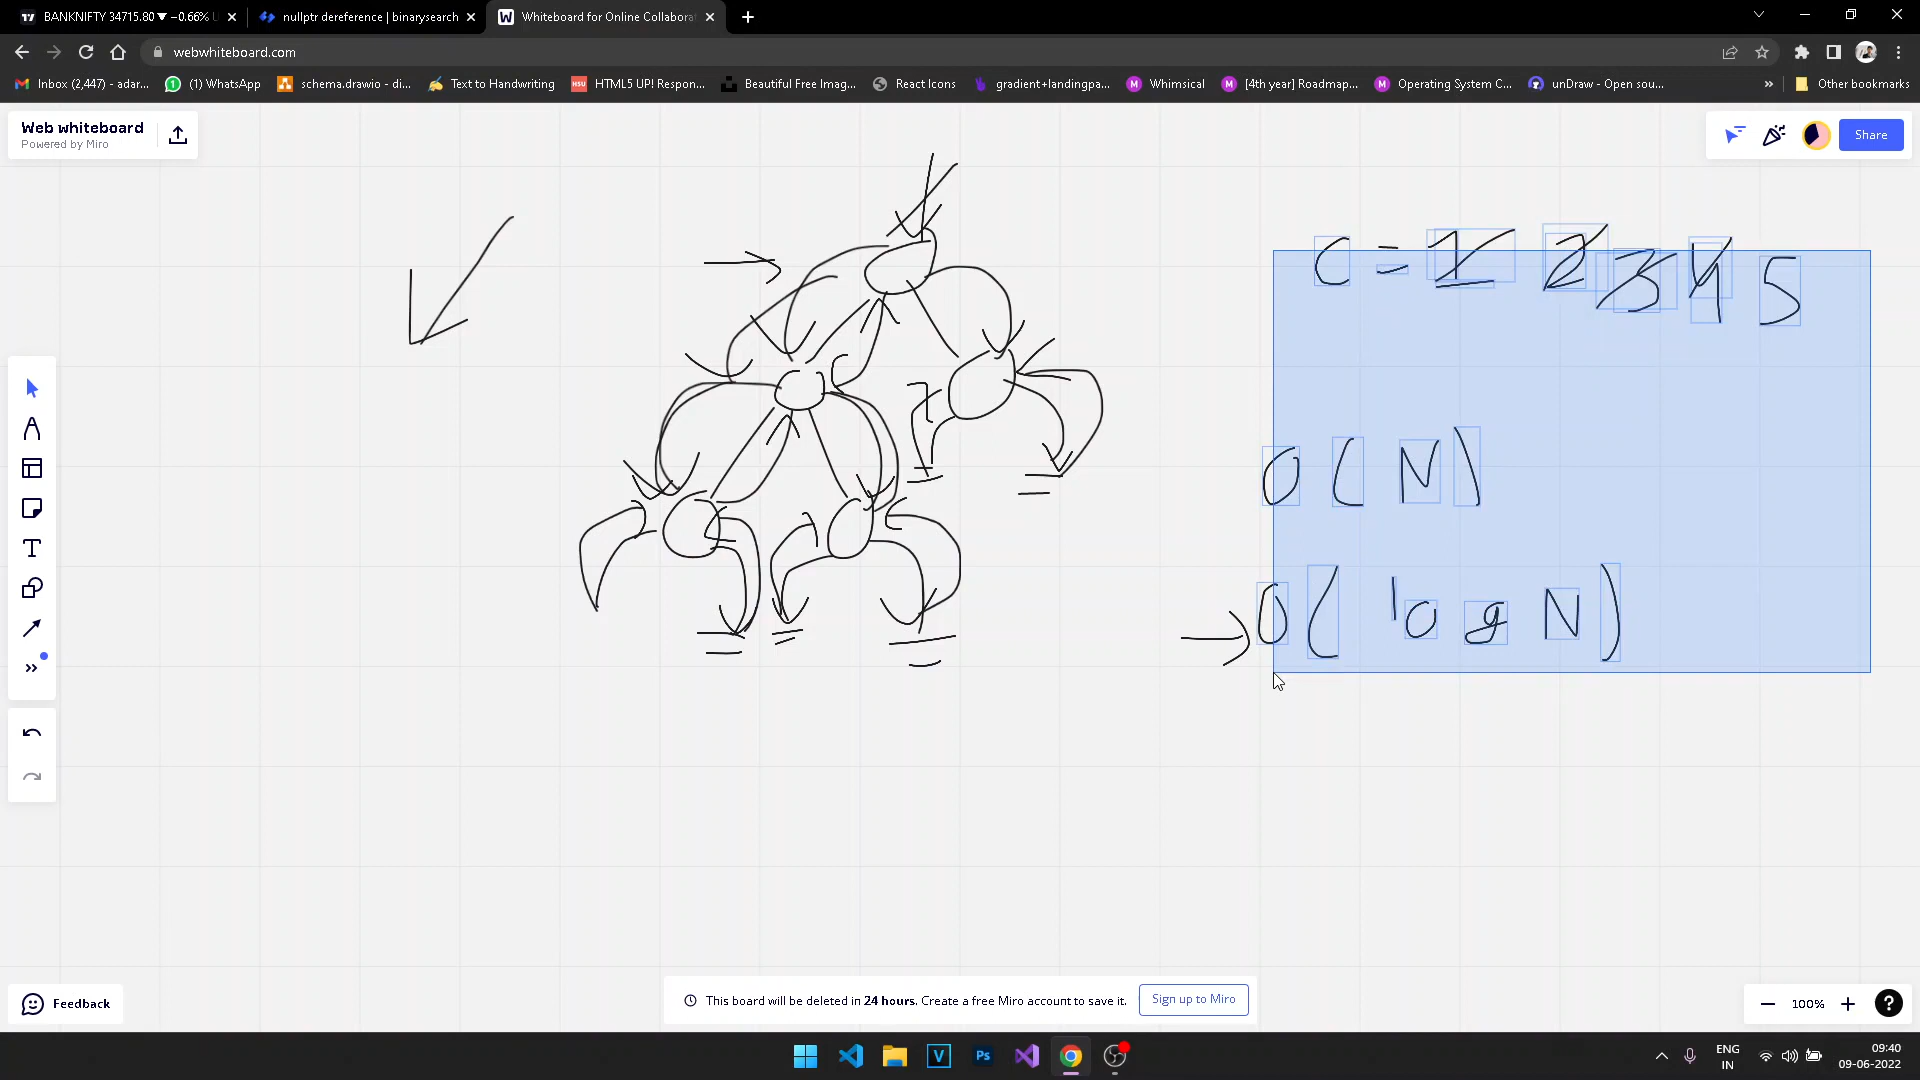 BANKNIFTY 34715.80 ▼ −0.66% U
nullptr dereference | binarysearch
Whiteboard for Online Collabora
webwhiteboard.com
Inbox (2,447) - adar...
(1) WhatsApp
schema.drawio - di...
Text to Handwriting
HTML5 UP! Respon...
Beautiful Free Imag...
React Icons
gradient+landingpa...
Whimsical
[4th year] Roadmap...
Operating System C...
unDraw - Open sou...
Other bookmarks
Web whiteboard
Powered by Miro
Share
C = 1 2 3 4 5
O ( N )
O ( log N )
This board will be deleted in 24 hours. Create a free Miro account to save it.
Sign up to Miro
Feedback
100%
ENG
IN
09:40
09-06-2022